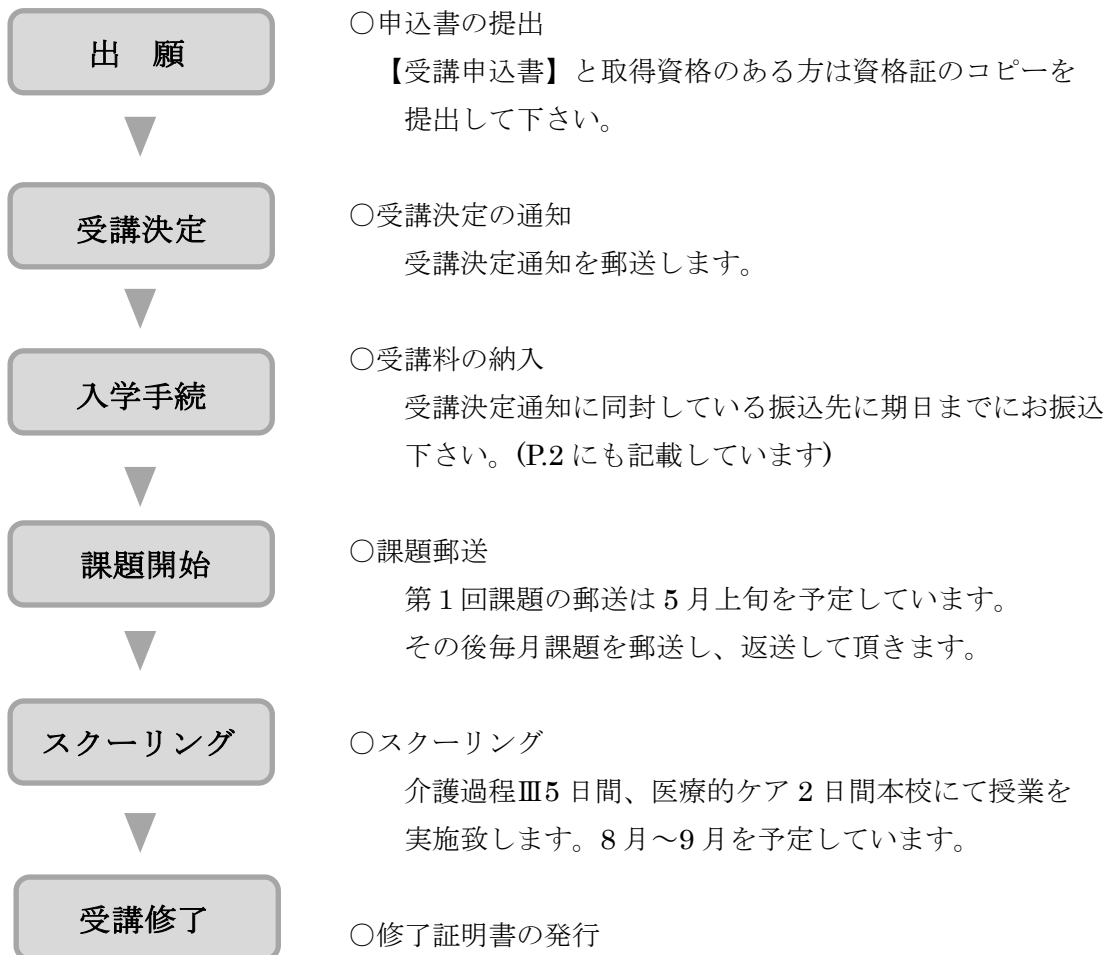 出　願
○申込書の提出
【受講申込書】と取得資格のある方は資格証のコピーを
提出して下さい。
受講決定
○受講決定の通知
受講決定通知を郵送します。
入学手続
○受講料の納入
受講決定通知に同封している振込先に期日までにお振込
下さい。(P.2 にも記載しています)
課題開始
○課題郵送
第１回課題の郵送は 5 月上旬を予定しています。
その後毎月課題を郵送し、返送して頂きます。
スクーリング
○スクーリング
介護過程Ⅲ5 日間、医療的ケア 2 日間本校にて授業を
実施致します。8 月～9 月を予定しています。
受講修了
○修了証明書の発行